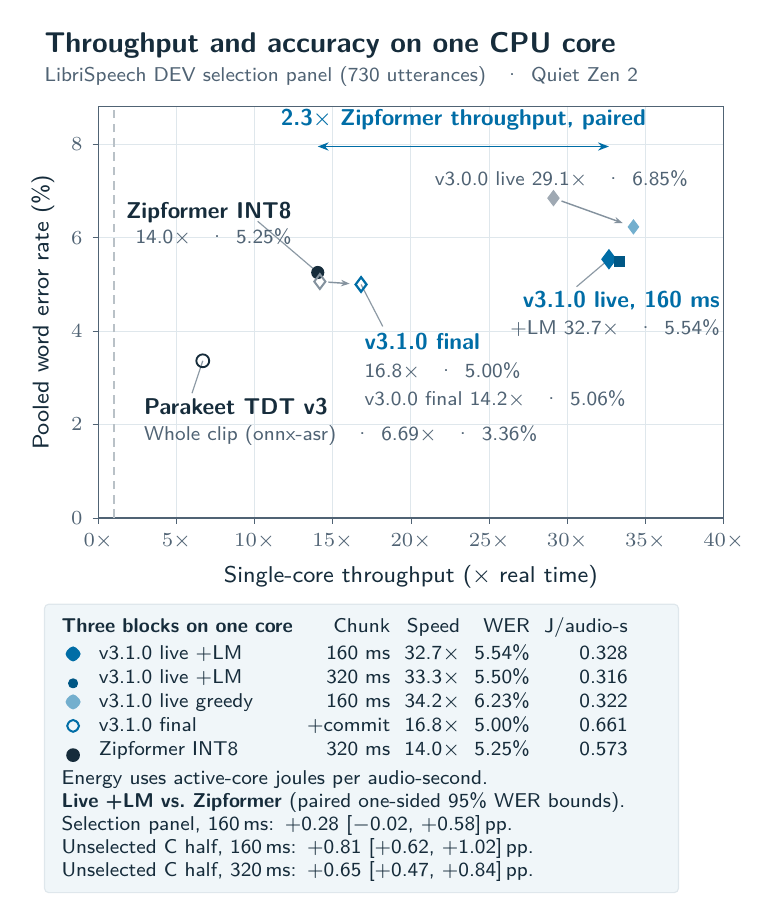 Throughput and accuracy on one CPU core
LibriSpeech DEV selection panel (730 utterances) · Quiet Zen 2
2.3× Zipformer throughput, paired
8
v3.0.0 live 29.1× · 6.85%
Zipformer INT8
14.0× · 5.25%
6
v3.1.0 live, 160 ms
+LM 32.7× · 5.54%
4
v3.1.0 final
16.8× · 5.00%
v3.0.0 final 14.2× · 5.06%
Parakeet TDT v3
Whole clip (onnx-asr) · 6.69× · 3.36%
2
0
Pooled word error rate (%)
0× 5× 10× 15× 20× 25× 30× 35× 40×
Single-core throughput (× real time)
Three blocks on one core Chunk Speed WER J/audio-s
v3.1.0 live +LM 160 ms 32.7× 5.54% 0.328
v3.1.0 live +LM 320 ms 33.3× 5.50% 0.316
v3.1.0 live greedy 160 ms 34.2× 6.23% 0.322
v3.1.0 final +commit 16.8× 5.00% 0.661
Zipformer INT8 320 ms 14.0× 5.25% 0.573
Energy uses active-core joules per audio-second.
Live +LM vs. Zipformer (paired one-sided 95% WER bounds).
Selection panel, 160 ms: +0.28 [−0.02, +0.58] pp.
Unselected C half, 160 ms: +0.81 [+0.62, +1.02] pp.
Unselected C half, 320 ms: +0.65 [+0.47, +0.84] pp.